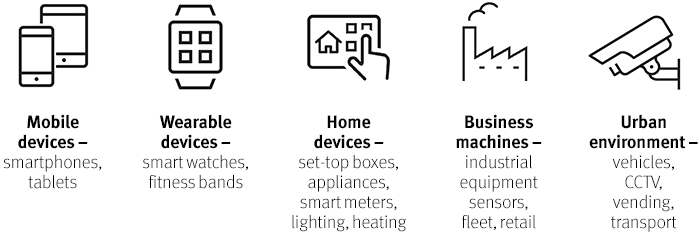 Mobile
devices –
smartphones,
tablets
Wearable
devices –
smart watches,
fitness bands
Home
devices –
set-top boxes,
appliances,
smart meters,
lighting, heating
Business
machines –
industrial
equipment
sensors,
fleet, retail
Urban
environment –
vehicles,
CCTV,
vending,
transport